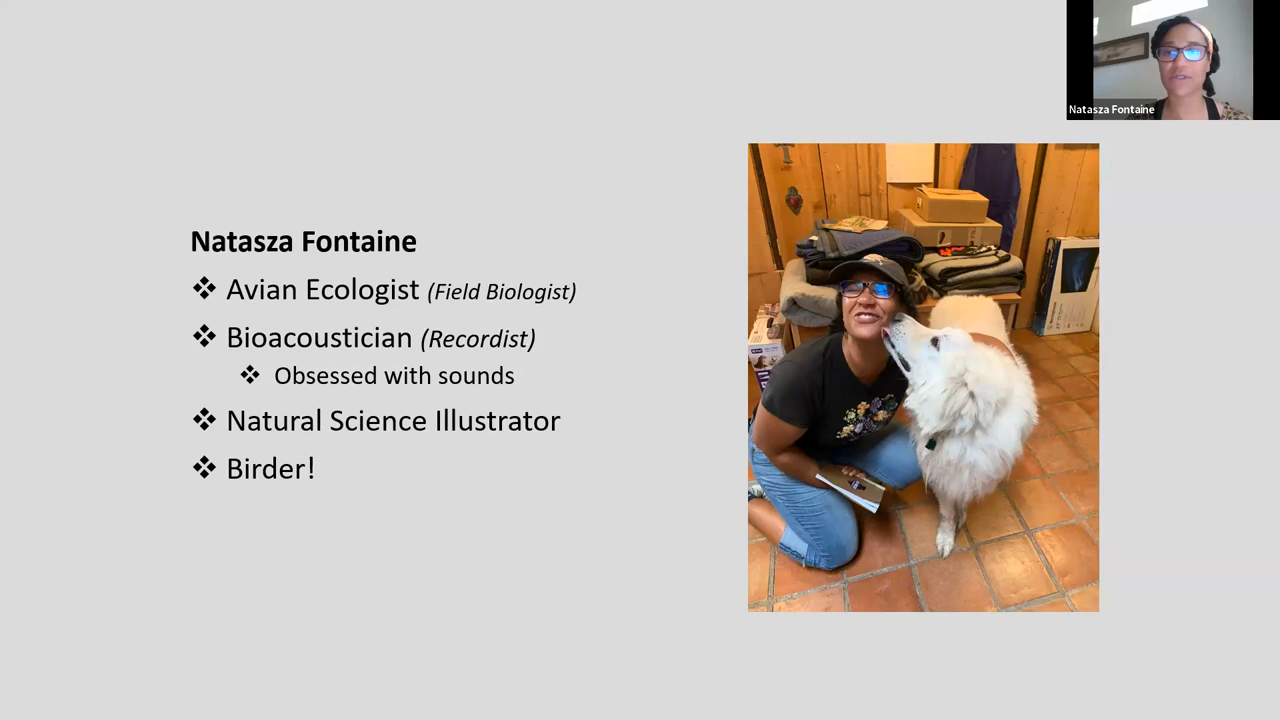 Natasza Fontaine
Natasza Fontaine
❖ Avian Ecologist (Field Biologist)
❖ Bioacoustician (Recordist)
❖ Obsessed with sounds
❖ Natural Science Illustrator
❖ Birder!